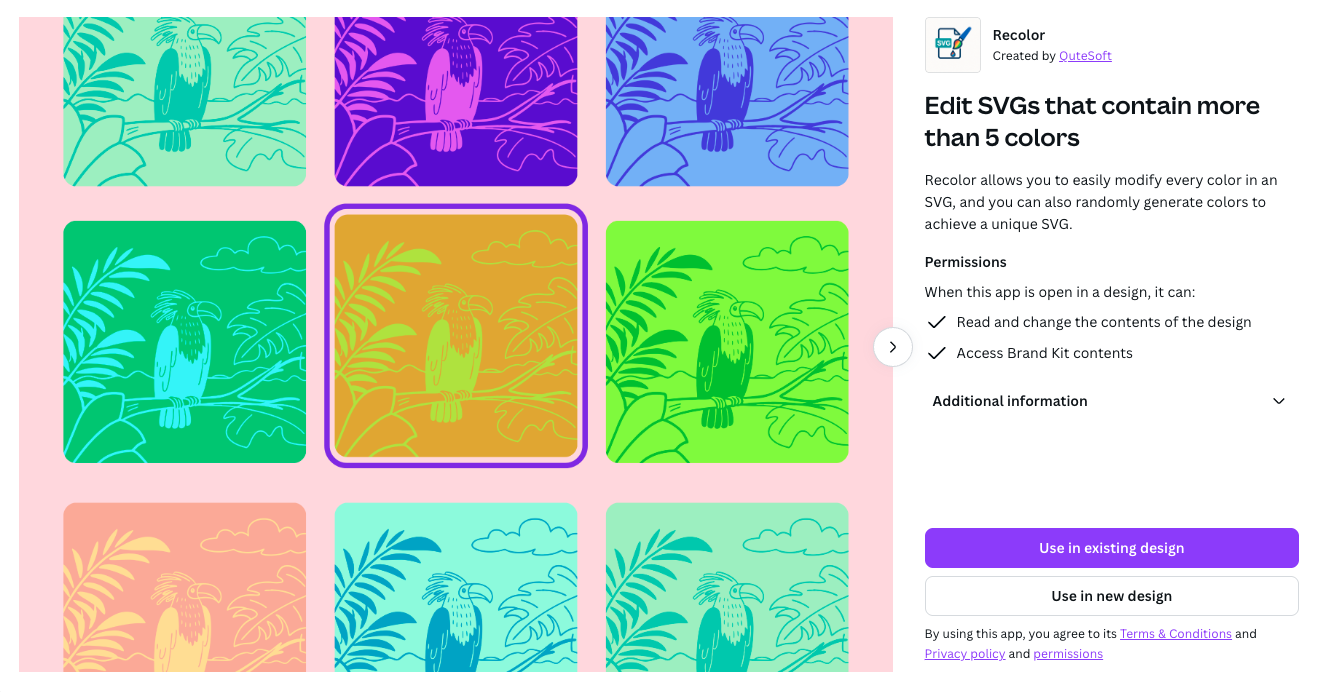 SVG
Recolor
Created by QuteSoft
Edit SVGs that contain more
than 5 colors
Recolor allows you to easily modify every color in an
SVG, and you can also randomly generate colors to
achieve a unique SVG.
Permissions
When this app is open in a design, it can:
Read and change the contents of the design
Access Brand Kit contents
Additional information
Use in existing design
Use in new design
By using this app, you agree to its Terms & Conditions and
Privacy policy and permissions